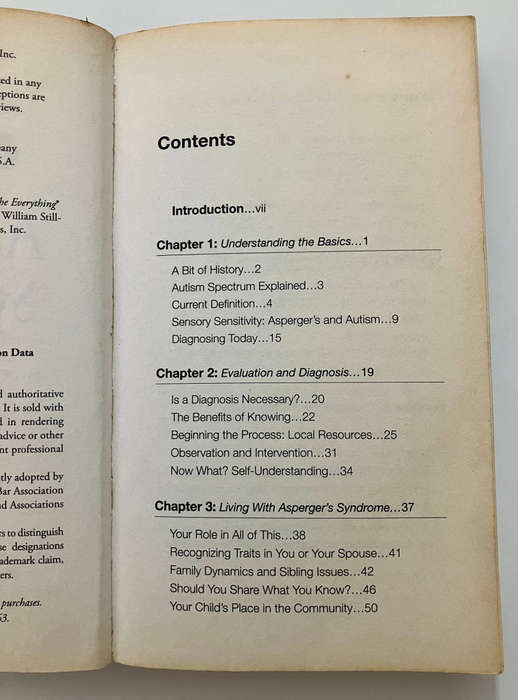 Inc.
ed in any
ptions are
iews.
any
S.A.
he Everything®
William Still-
s, Inc.
on Data
d authoritative
It is sold with
d in rendering
advice or other
nt professional
tly adopted by
Bar Association
nd Associations
rs to distinguish
se designations
ademark claim,
ers.
purchases.
53.
Contents
Introduction…vii
Chapter 1: Understanding the Basics…1
A Bit of History…2
Autism Spectrum Explained…3
Current Definition…4
Sensory Sensitivity: Asperger's and Autism…9
Diagnosing Today…15
Chapter 2: Evaluation and Diagnosis…19
Is a Diagnosis Necessary?…20
The Benefits of Knowing…22
Beginning the Process: Local Resources…25
Observation and Intervention…31
Now What? Self-Understanding…34
Chapter 3: Living With Asperger's Syndrome…37
Your Role in All of This…38
Recognizing Traits in You or Your Spouse…41
Family Dynamics and Sibling Issues…42
Should You Share What You Know?…46
Your Child's Place in the Community…50